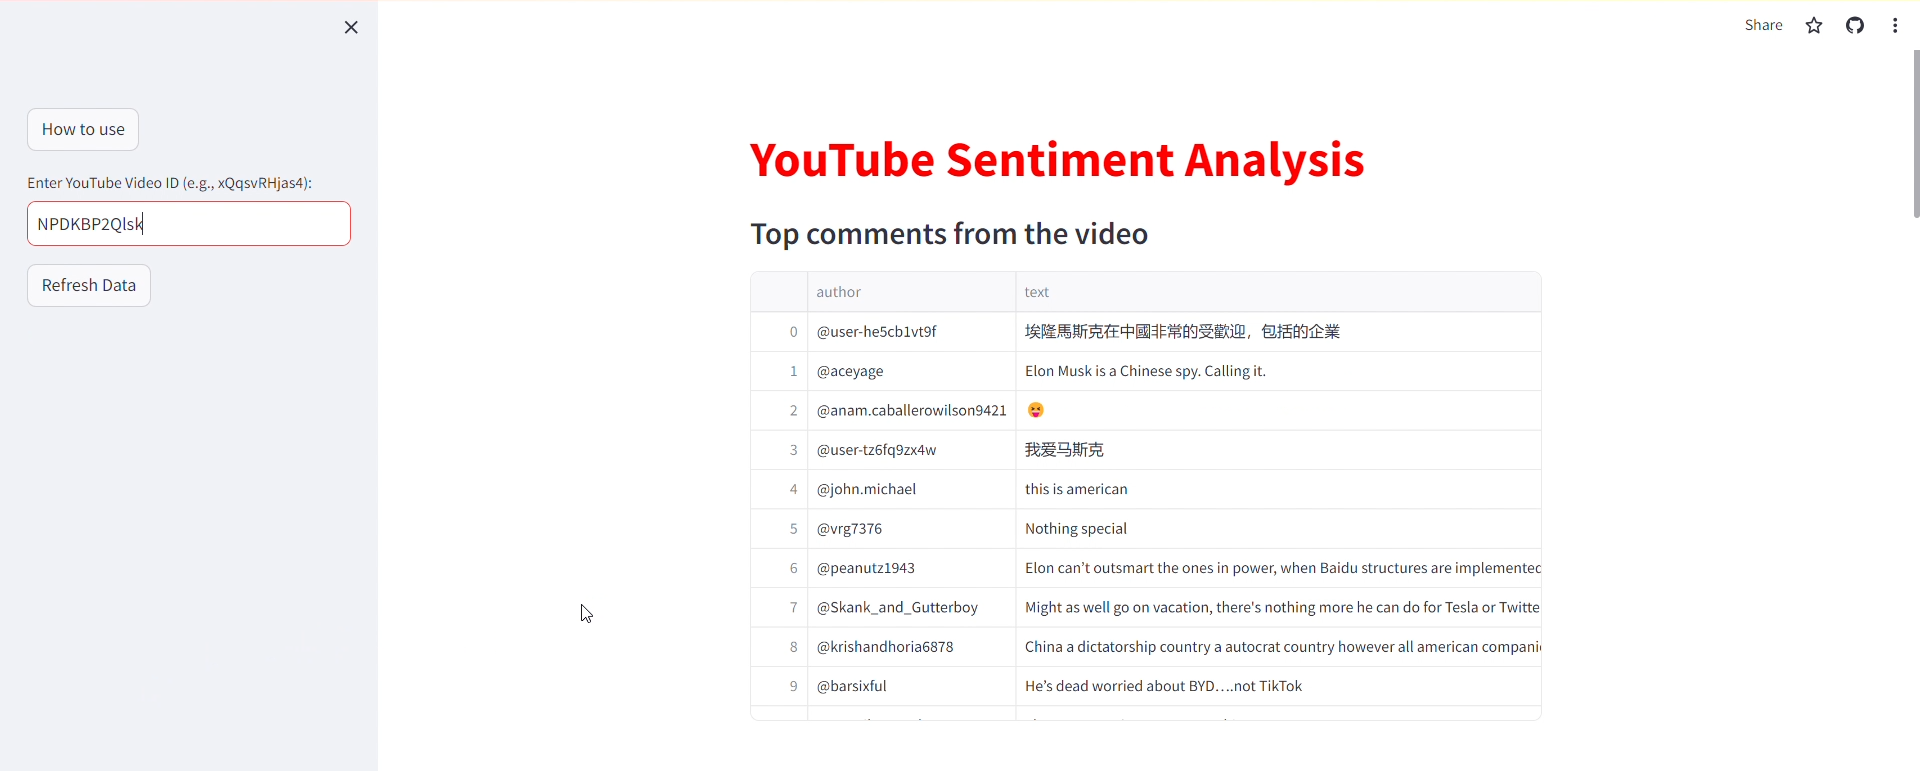 Share
How to use
Enter YouTube Video ID (e.g., xQqsvRHjas4):
NPDKBP2Qlsk
Refresh Data
YouTube Sentiment Analysis
Top comments from the video
author text
0 @user-he5cb1vt9f 埃隆馬斯克在中國非常的受歡迎，包括的企業
1 @aceyage Elon Musk is a Chinese spy. Calling it.
2 @anam.caballerowilson9421 😝
3 @user-tz6fq9zx4w 我爱马斯克
4 @john.michael this is american
5 @vrg7376 Nothing special
6 @peanutz1943 Elon can’t outsmart the ones in power, when Baidu structures are implemented
7 @Skank_and_Gutterboy Might as well go on vacation, there's nothing more he can do for Tesla or Twitte
8 @krishandhoria6878 China a dictatorship country a autocrat country however all american compani
9 @barsixful He’s dead worried about BYD….not TikTok